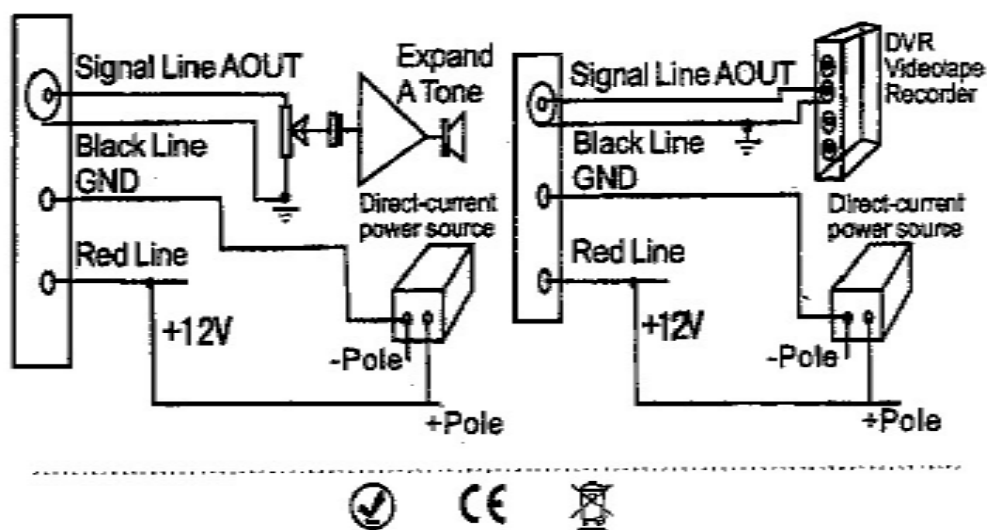 Signal Line AOUT
Expand
A Tone
Black Line
GND
Direct-current
power source
Red Line
+12V
-Pole
+Pole
DVR
Videotape
Recorder
Signal Line AOUT
Black Line
GND
Direct-current
power source
Red Line
+12V
-Pole
+Pole
CE